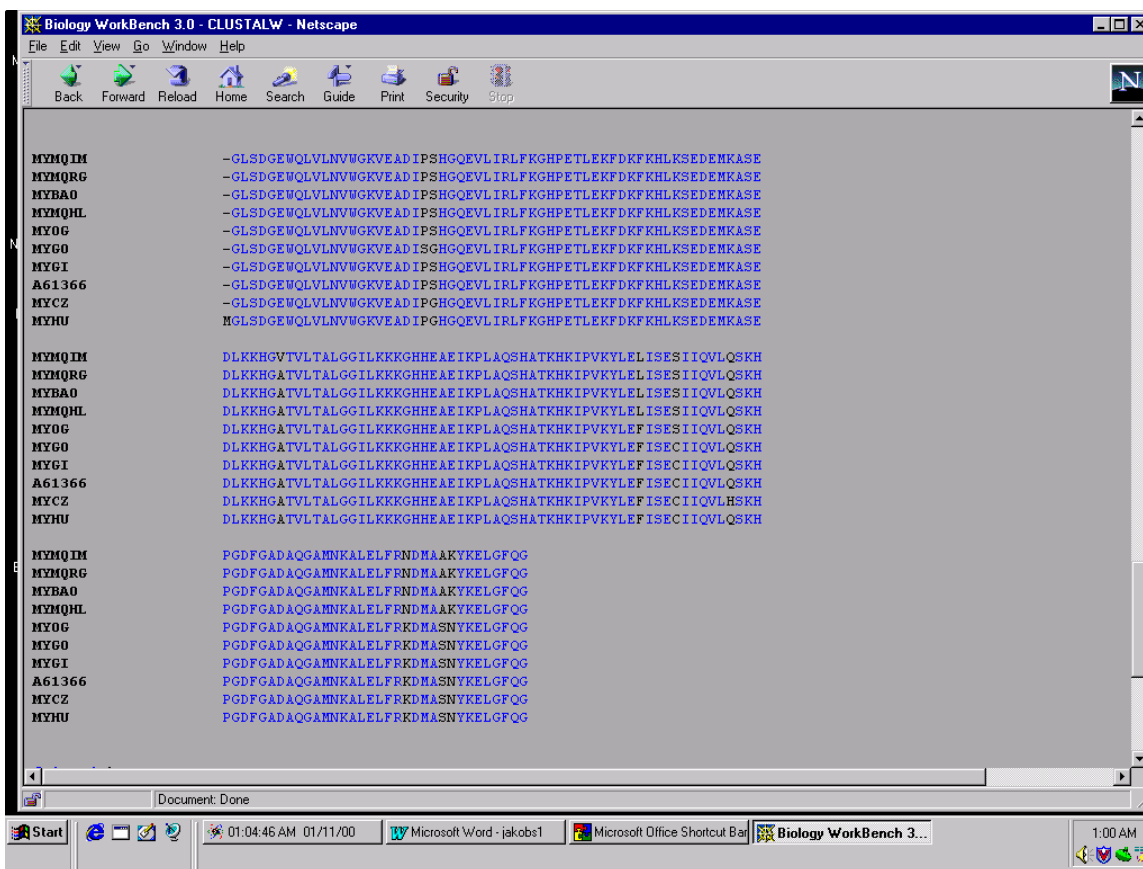 Biology WorkBench 3.0 - CLUSTALW - Netscape
File Edit View Go Window Help
Back Forward Reload Home Search Guide Print Security Stop
N
MYMQIM -GLSDGEWQLVLNVWGKVEADIPSHGQEVLIRLFKGHPETLEKFDKFKHLKSEDEMKASE
MYMQRG -GLSDGEWQLVLNVWGKVEADIPSHGQEVLIRLFKGHPETLEKFDKFKHLKSEDEMKASE
MYBAO -GLSDGEWQLVLNVWGKVEADIPSHGQEVLIRLFKGHPETLEKFDKFKHLKSEDEMKASE
MYMQHL -GLSDGEWQLVLNVWGKVEADIPSHGQEVLIRLFKGHPETLEKFDKFKHLKSEDEMKASE
MYOG -GLSDGEWQLVLNVWGKVEADIPSHGQEVLIRLFKGHPETLEKFDKFKHLKSEDEMKASE
MYGO -GLSDGEWQLVLNVWGKVEADISGHGQEVLIRLFKGHPETLEKFDKFKHLKSEDEMKASE
MYGI -GLSDGEWQLVLNVWGKVEADIPSHGQEVLIRLFKGHPETLEKFDKFKHLKSEDEMKASE
A61366 -GLSDGEWQLVLNVWGKVEADIPSHGQEVLIRLFKGHPETLEKFDKFKHLKSEDEMKASE
MYCZ -GLSDGEWQLVLNVWGKVEADIPGHGQEVLIRLFKGHPETLEKFDKFKHLKSEDEMKASE
MYHU MGLSDGEWQLVLNVWGKVEADIPGHGQEVLIRLFKGHPETLEKFDKFKHLKSEDEMKASE
MYMQIM DLKKHGVTVLTALGGILKKKGHHEAEIKPLAQSHATKHKIPVKYLELISESIIQVLQSKH
MYMQRG DLKKHGATVLTALGGILKKKGHHEAEIKPLAQSHATKHKIPVKYLELISESIIQVLQSKH
MYBAO DLKKHGATVLTALGGILKKKGHHEAEIKPLAQSHATKHKIPVKYLELISESIIQVLQSKH
MYMQHL DLKKHGATVLTALGGILKKKGHHEAEIKPLAQSHATKHKIPVKYLELISESIIQVLQSKH
MYOG DLKKHGATVLTALGGILKKKGHHEAEIKPLAQSHATKHKIPVKYLEFISESIIQVLQSKH
MYGO DLKKHGATVLTALGGILKKKGHHEAEIKPLAQSHATKHKIPVKYLEFISECIIQVLQSKH
MYGI DLKKHGATVLTALGGILKKKGHHEAEIKPLAQSHATKHKIPVKYLEFISECIIQVLQSKH
A61366 DLKKHGATVLTALGGILKKKGHHEAEIKPLAQSHATKHKIPVKYLEFISECIIQVLQSKH
MYCZ DLKKHGATVLTALGGILKKKGHHEAEIKPLAQSHATKHKIPVKYLEFISECIIQVLHSKH
MYHU DLKKHGATVLTALGGILKKKGHHEAEIKPLAQSHATKHKIPVKYLEFISECIIQVLQSKH
MYMQIM PGDFGADAQGAMNKALELFRNDMAAKYKELGFQG
MYMQRG PGDFGADAQGAMNKALELFRNDMAAKYKELGFQG
MYBAO PGDFGADAQGAMNKALELFRNDMAAKYKELGFQG
MYMQHL PGDFGADAQGAMNKALELFRNDMAAKYKELGFQG
MYOG PGDFGADAQGAMNKALELFRKDMASNYKELGFQG
MYGO PGDFGADAQGAMNKALELFRKDMASNYKELGFQG
MYGI PGDFGADAQGAMNKALELFRKDMASNYKELGFQG
A61366 PGDFGADAQGAMNKALELFRKDMASNYKELGFQG
MYCZ PGDFGADAQGAMNKALELFRKDMASNYKELGFQG
MYHU PGDFGADAQGAMNKALELFRKDMASNYKELGFQG
Document: Done
Start 01:04:46 AM 01/11/00 Microsoft Word - jakobs1 Microsoft Office Shortcut Bar Biology WorkBench 3... 1:00 AM